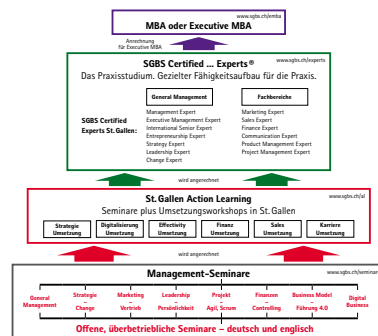 www.sgbs.ch/emba
MBA oder Executive MBA
Anrechnung
für Executive MBA
www.sgbs.ch/experts
SGBS Certified ... Experts®
Das Praxisstudium. Gezielter Fähigkeitsaufbau für die Praxis.
General Management
Fachbereiche
SGBS Certified
Experts St. Gallen:
Management Expert
Executive Management Expert
International Senior Expert
Entrepreneurship Expert
Strategy Expert
Leadership Expert
Change Expert
Marketing Expert
Sales Expert
Finance Expert
Communication Expert
Product Management Expert
Project Management Expert
wird angerechnet
www.sgbs.ch/al
St. Gallen Action Learning
Seminare plus Umsetzungsworkshops in St. Gallen
Strategie
Umsetzung
Digitalisierung
Umsetzung
Effectivity
Umsetzung
Finanz
Umsetzung
Sales
Umsetzung
Karriere
Umsetzung
wird angerechnet
www.sgbs.ch/seminar
Management-Seminare
General
Management
Strategie
–
Change
Marketing
–
Vertrieb
Leadership
–
Persönlichkeit
Projekt
–
Agil, Scrum
Finanzen
–
Controlling
Business Model
–
Führung 4.0
Digital
Business
Offene, überbetriebliche Seminare – deutsch und englisch